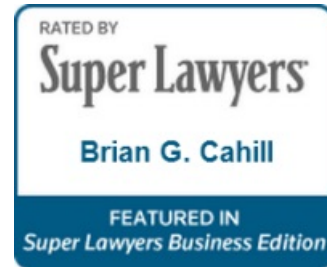 RATED BY
Super Lawyers
Brian G. Cahill
FEATURED IN
Super Lawyers Business Edition